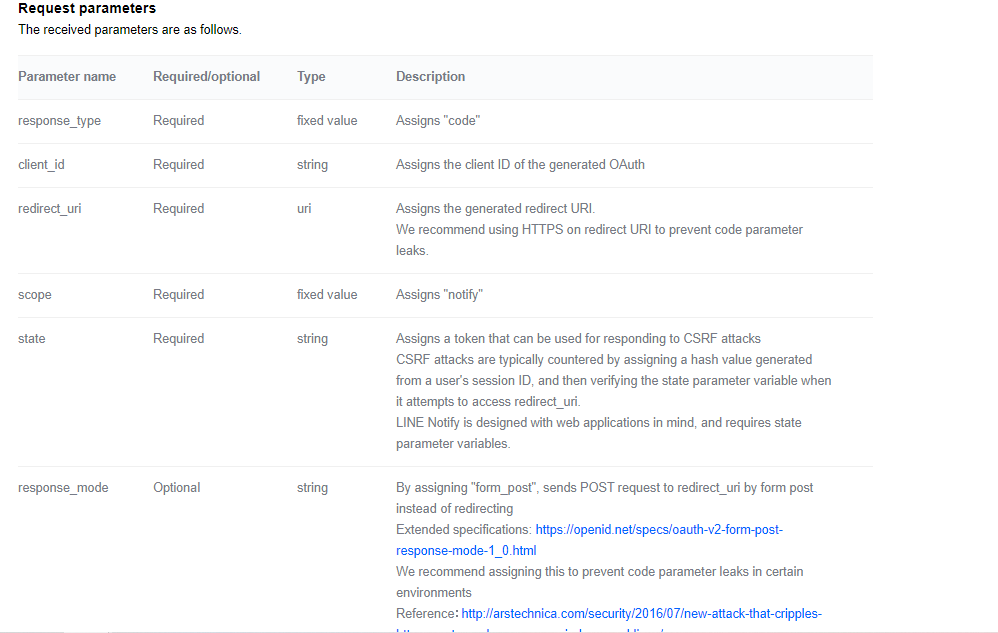 Request parameters
The received parameters are as follows.
Parameter name Required/optional Type Description
response_type Required fixed value Assigns "code"
client_id Required string Assigns the client ID of the generated OAuth
redirect_uri Required uri Assigns the generated redirect URI.
We recommend using HTTPS on redirect URI to prevent code parameter
leaks.
scope Required fixed value Assigns "notify"
state Required string Assigns a token that can be used for responding to CSRF attacks
CSRF attacks are typically countered by assigning a hash value generated
from a user's session ID, and then verifying the state parameter variable when
it attempts to access redirect_uri.
LINE Notify is designed with web applications in mind, and requires state
parameter variables.
response_mode Optional string By assigning "form_post", sends POST request to redirect_uri by form post
instead of redirecting
Extended specifications: https://openid.net/specs/oauth-v2-form-post-
response-mode-1_0.html
We recommend assigning this to prevent code parameter leaks in certain
environments
Reference: http://arstechnica.com/security/2016/07/new-attack-that-cripples-